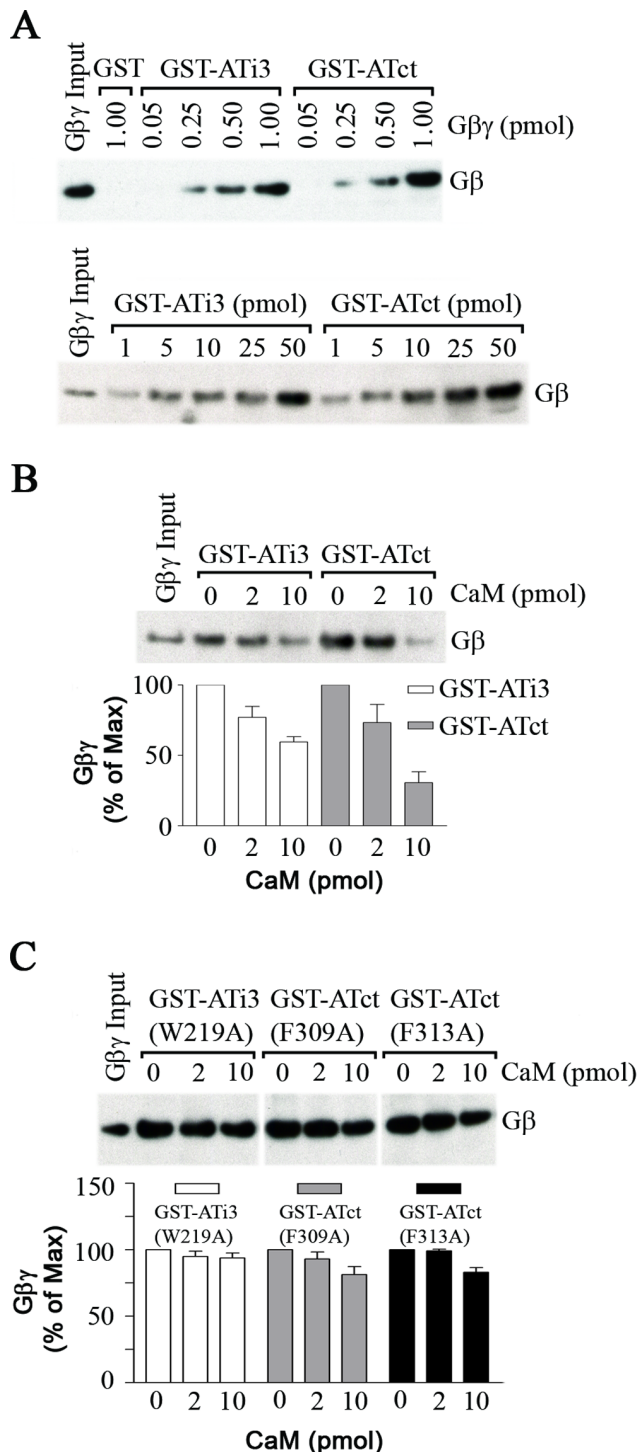 A
Gβγ Input
GST GST-ATi3 GST-ATct
1.00 0.05 0.25 0.50 1.00 0.05 0.25 0.50 1.00 Gβγ (pmol)
Gβ
Gβγ Input
GST-ATi3 (pmol) GST-ATct (pmol)
1 5 10 25 50 1 5 10 25 50
Gβ
B
Gβγ Input
GST-ATi3 GST-ATct
0 2 10 0 2 10 CaM (pmol)
Gβ
Gβγ
(% of Max)
100
50
0
GST-ATi3
GST-ATct
0 2 10 0 2 10
CaM (pmol)
C
Gβγ Input
GST-ATi3 GST-ATct GST-ATct
(W219A) (F309A) (F313A)
0 2 10 0 2 10 0 2 10 CaM (pmol)
Gβ
Gβγ
(% of Max)
150
100
50
0
GST-ATi3 GST-ATct GST-ATct
(W219A) (F309A) (F313A)
0 2 10 0 2 10 0 2 10
CaM (pmol)